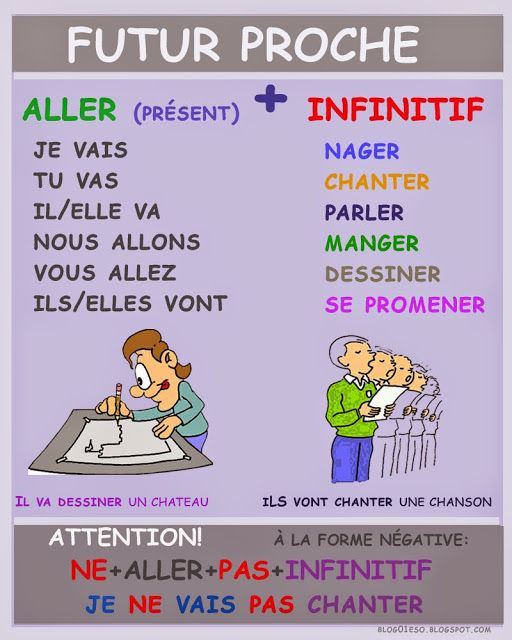 FUTUR PROCHE
ALLER (PRÉSENT) + INFINITIF
JE VAIS NAGER
TU VAS CHANTER
IL/ELLE VA PARLER
NOUS ALLONS MANGER
VOUS ALLEZ DESSINER
ILS/ELLES VONT SE PROMENER
IL VA DESSINER UN CHATEAU
ILS VONT CHANTER UNE CHANSON
ATTENTION! À LA FORME NÉGATIVE:
NE+ALLER+PAS+INFINITIF
JE NE VAIS PAS CHANTER
BLOG01ESO.BLOGSPOT.COM